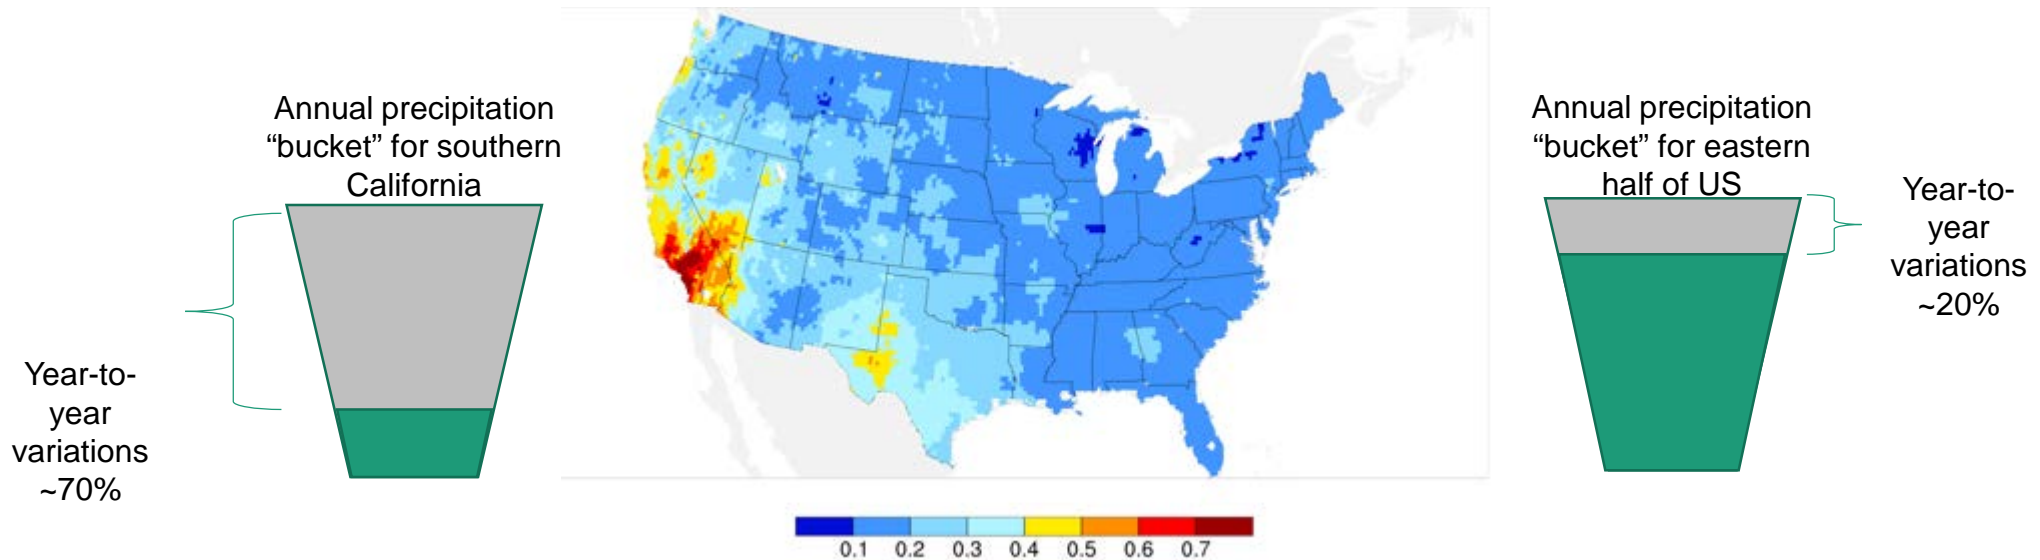 Annual precipitation
“bucket” for southern
California
Year-to-
year
variations
~70%
Annual precipitation
“bucket” for eastern
half of US
Year-to-
year
variations
~20%
0.1 0.2 0.3 0.4 0.5 0.6 0.7